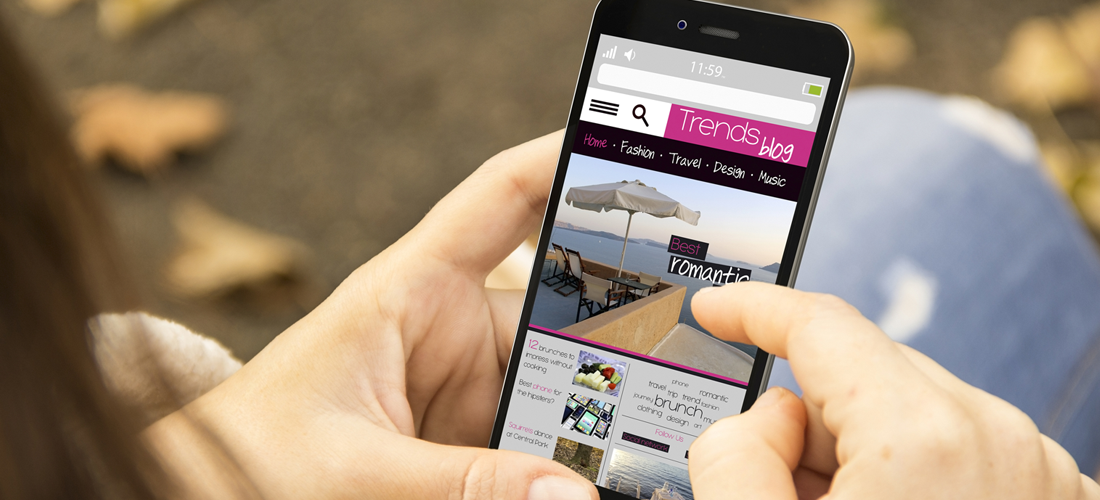 11:59
Trends
blog
Home · Fashion · Travel · Design · Music
Best
romantic
12 brunches to
impress without
cooking
Best phone for
the hipsters?
Squirrels dance
at Central Park
phone
travel trip trend romantic
journey brunch fashion
clothing design art
Follow Us
Social network